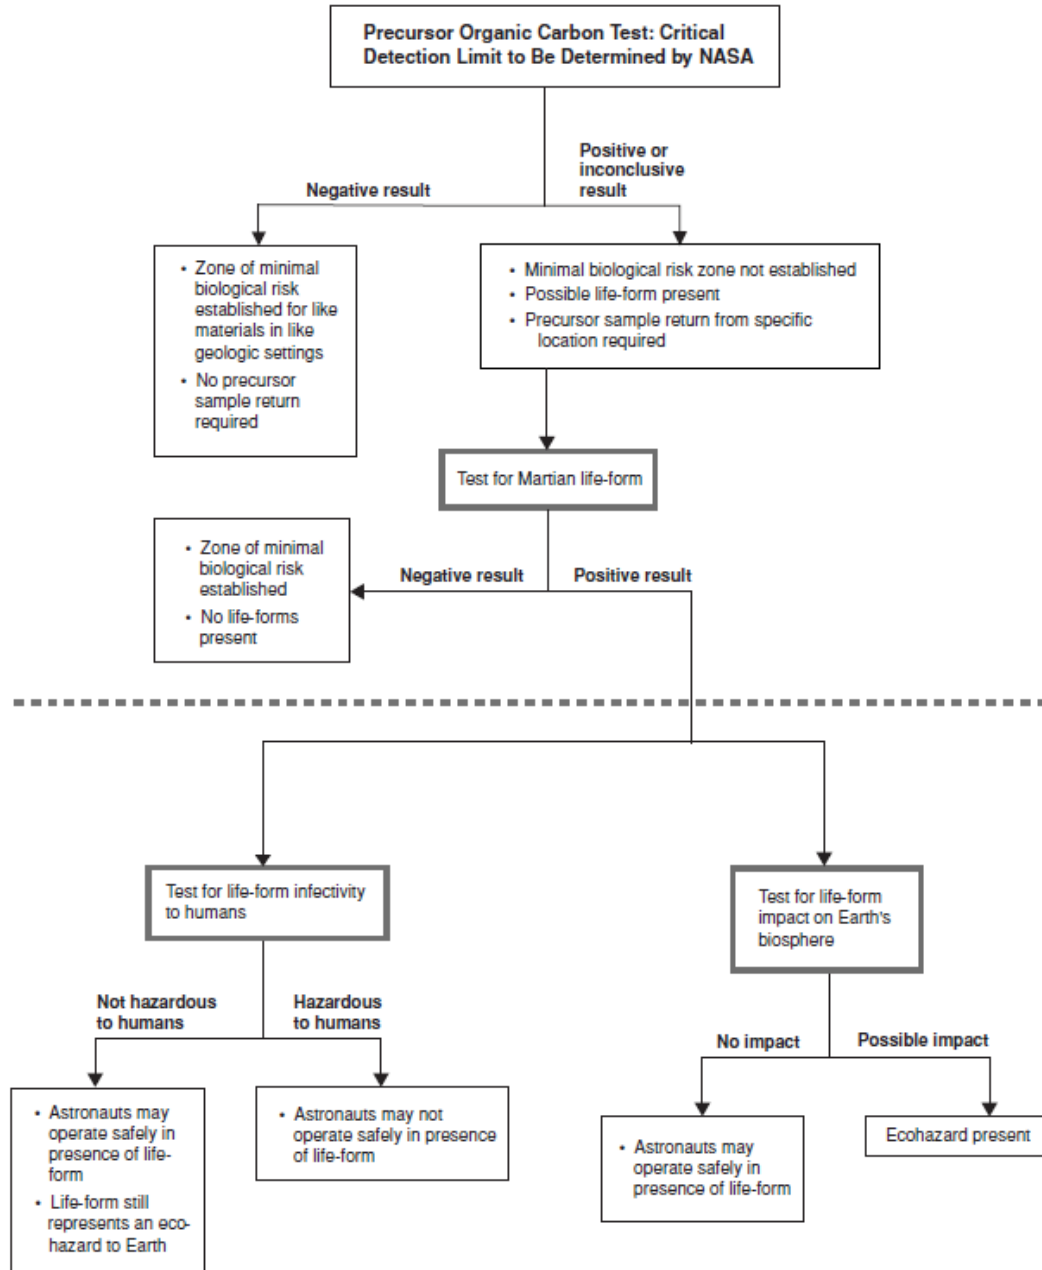 Precursor Organic Carbon Test: Critical
Detection Limit to Be Determined by NASA
Negative result
Positive or
inconclusive
result
• Zone of minimal
biological risk
established for like
materials in like
geologic settings
• No precursor
sample return
required
• Minimal biological risk zone not established
• Possible life-form present
• Precursor sample return from specific
location required
Test for Martian life-form
• Zone of minimal
biological risk
established
• No life-forms
present
Negative result
Positive result
Test for life-form infectivity
to humans
Test for life-form
impact on Earth's
biosphere
Not hazardous
to humans
Hazardous
to humans
No impact
Possible impact
• Astronauts may
operate safely in
presence of life-
form
• Life-form still
represents an eco-
hazard to Earth
• Astronauts may not
operate safely in presence
of life-form
• Astronauts may
operate safely in
presence of life-form
Ecohazard present